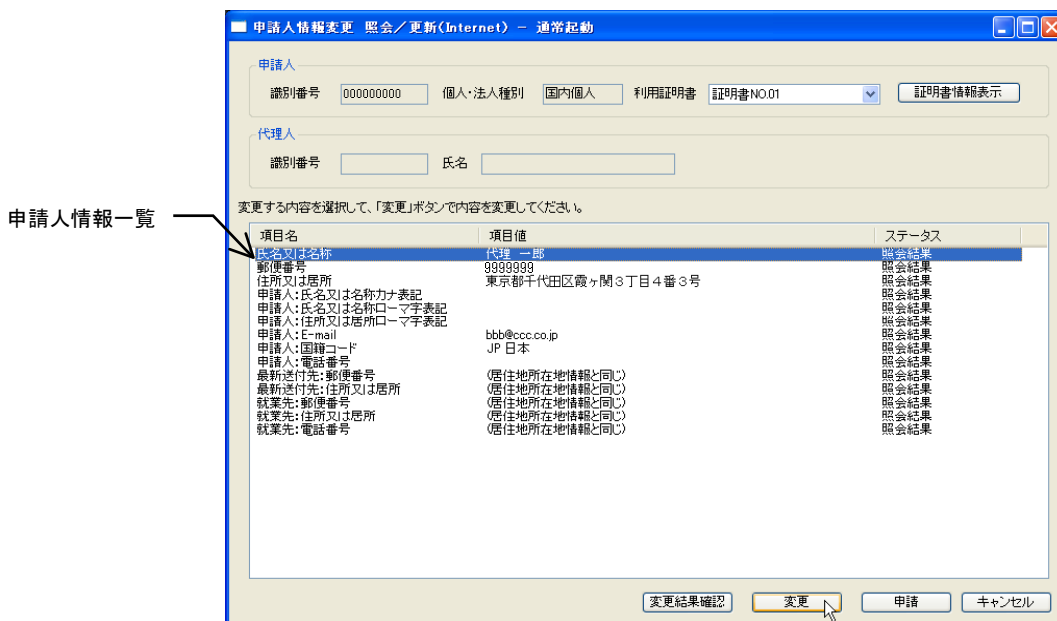 申請人情報変更 照会／更新(Internet) － 通常起動
申請人
識別番号 000000000 個人・法人種別 国内個人 利用証明書 証明書NO.01 証明書情報表示
代理人
識別番号 氏名
申請人情報一覧
変更する内容を選択して、「変更」ボタンで内容を変更してください。
項目名 項目値 ステータス
氏名又は名称 代理 一郎 照会結果
郵便番号 9999999 照会結果
住所又は居所 東京都千代田区霞ヶ関３丁目４番３号 照会結果
申請人：氏名又は名称カナ表記 照会結果
申請人：氏名又は名称ローマ字表記 照会結果
申請人：住所又は居所ローマ字表記 照会結果
申請人：E-mail bbb@ccc.co.jp 照会結果
申請人：国籍コード JP 日本 照会結果
申請人：電話番号 照会結果
最新送付先：郵便番号 （居住地所在地情報と同じ） 照会結果
最新送付先：住所又は居所 （居住地所在地情報と同じ） 照会結果
就業先：郵便番号 （居住地所在地情報と同じ） 照会結果
就業先：住所又は居所 （居住地所在地情報と同じ） 照会結果
就業先：電話番号 （居住地所在地情報と同じ） 照会結果
変更結果確認 変更 申請 キャンセル